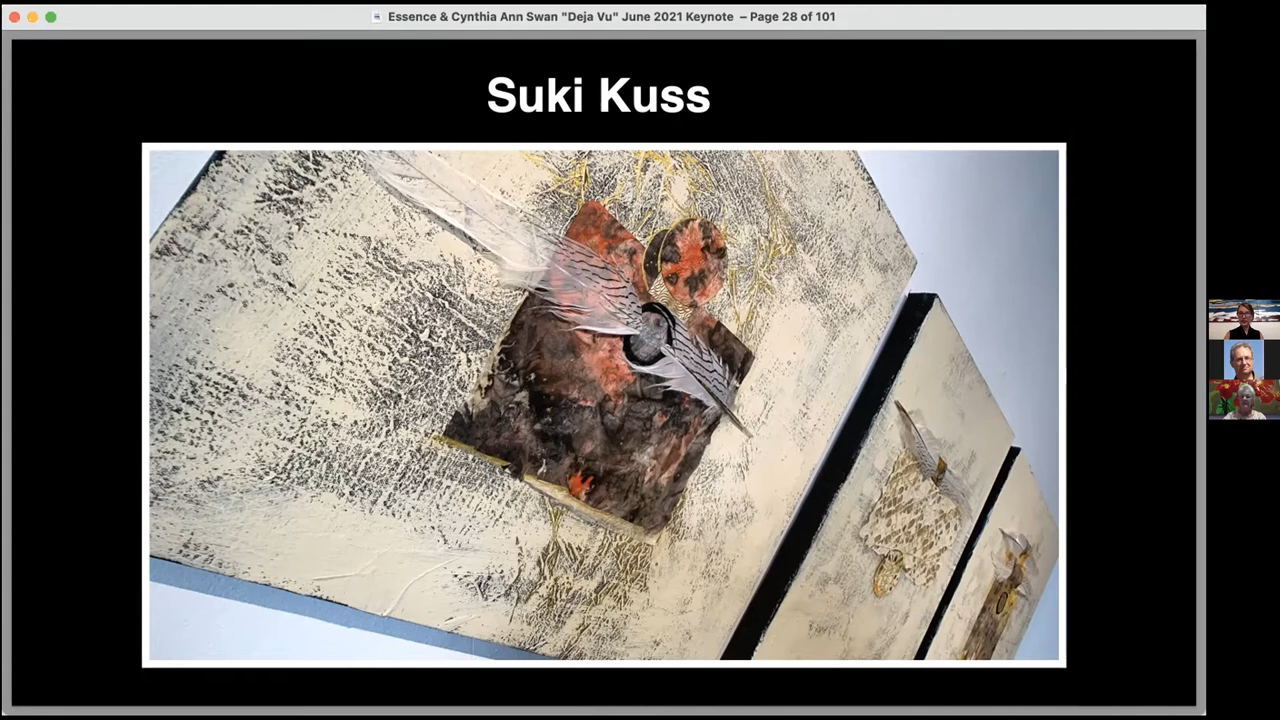 Essence & Cynthia Ann Swan "Deja Vu" June 2021 Keynote – Page 28 of 101
Suki Kuss